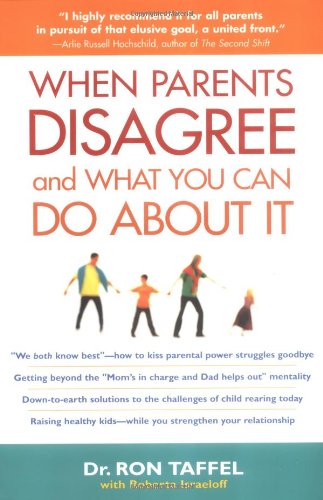 "I highly recommend it for all parents
in pursuit of that elusive goal, a united front."
—Arlie Russell Hochschild, author of The Second Shift
WHEN PARENTS
DISAGREE
and WHAT YOU CAN
DO ABOUT IT
"We both know best"—how to kiss parental power struggles goodbye
Getting beyond the "Mom's in charge and Dad helps out" mentality
Down-to-earth solutions to the challenges of child rearing today
Raising healthy kids—while you strengthen your relationship
Dr. RON TAFFEL
with Roberta Israeloff